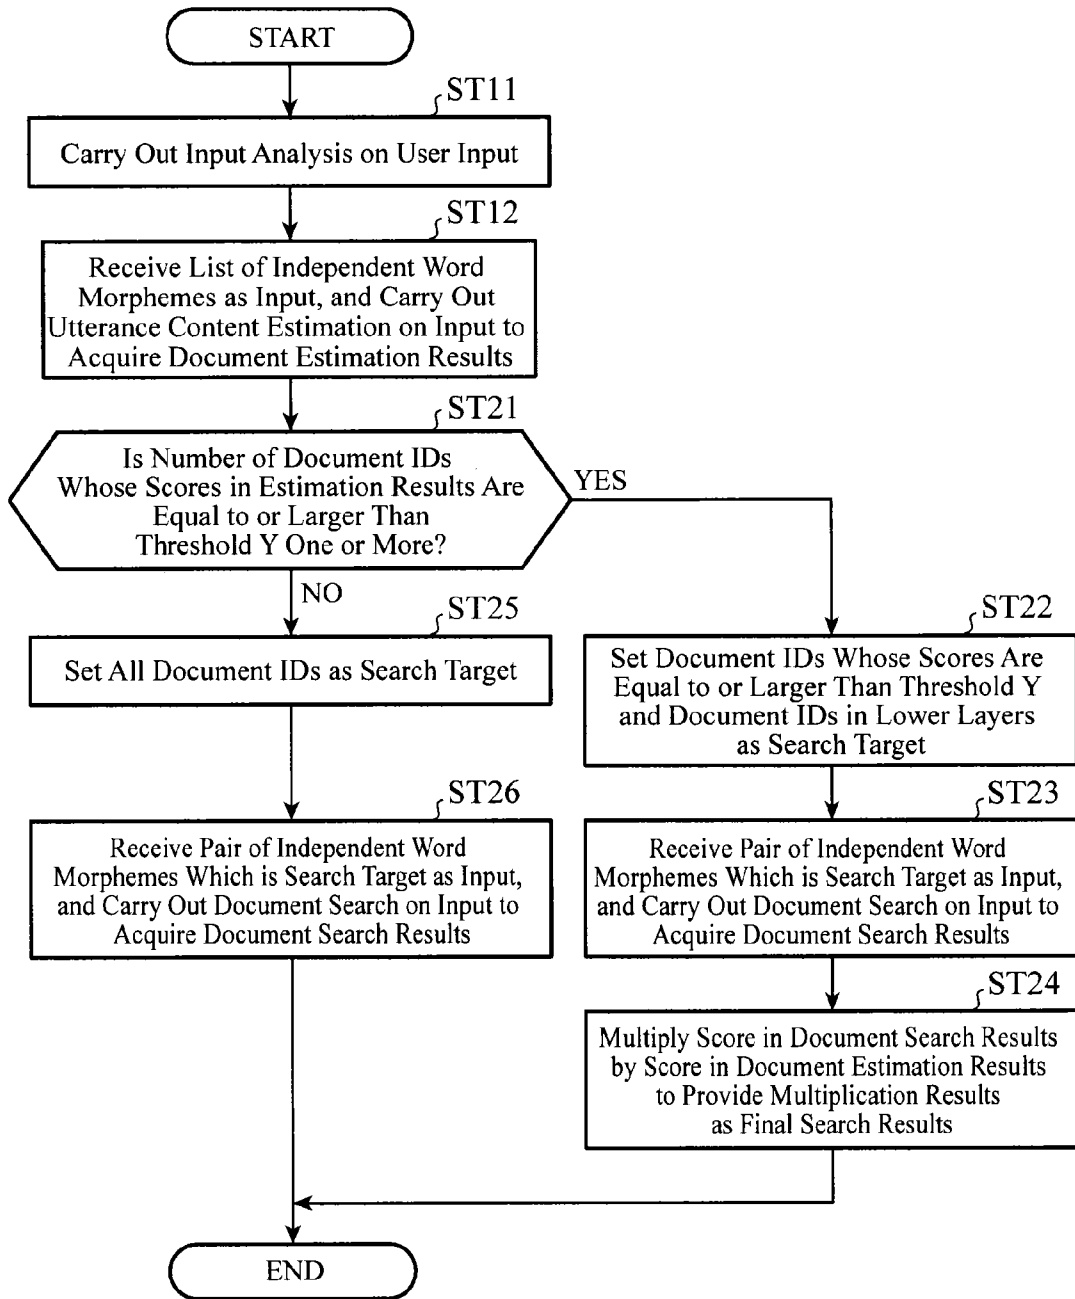 START
ST11
Carry Out Input Analysis on User Input
ST12
Receive List of Independent Word
Morphemes as Input, and Carry Out
Utterance Content Estimation on Input to
Acquire Document Estimation Results
ST21
Is Number of Document IDs
Whose Scores in Estimation Results Are
Equal to or Larger Than
Threshold Y One or More?
YES
NO
ST25
Set All Document IDs as Search Target
ST26
Receive Pair of Independent Word
Morphemes Which is Search Target as Input,
and Carry Out Document Search on Input to
Acquire Document Search Results
ST22
Set Document IDs Whose Scores Are
Equal to or Larger Than Threshold Y
and Document IDs in Lower Layers
as Search Target
ST23
Receive Pair of Independent Word
Morphemes Which is Search Target as Input,
and Carry Out Document Search on Input to
Acquire Document Search Results
ST24
Multiply Score in Document Search Results
by Score in Document Estimation Results
to Provide Multiplication Results
as Final Search Results
END